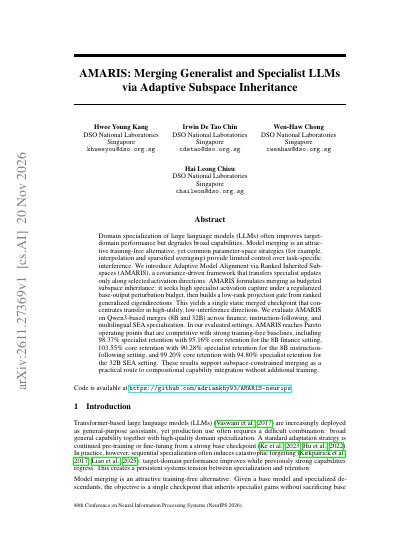 AMARIS: Merging Generalist and Specialist LLMs
via Adaptive Subspace Inheritance
Hwee Young Kang
DSO National Laboratories
Singapore
khweeyou@dso.org.sg
Irwin De Tao Chin
DSO National Laboratories
Singapore
cdetao@dso.org.sg
Wen-Haw Chong
DSO National Laboratories
Singapore
cwenhaw@dso.org.sg
Hai Leong Chieu
DSO National Laboratories
Singapore
chaileon@dso.org.sg
arXiv:2611.27369v1 [cs.AI] 20 Nov 2026
Abstract
Domain specialization of large language models (LLMs) often improves target-
domain performance but degrades broad capabilities. Model merging is an attrac-
tive training-free alternative, yet common parameter-space strategies (for example,
interpolation and sparsified averaging) provide limited control over task-specific
interference. We introduce Adaptive Model Alignment via Ranked Inherited Sub-
spaces (AMARIS), a covariance-driven framework that transfers specialist updates
only along selected activation directions. AMARIS formulates merging as budgeted
subspace inheritance: it seeks high specialist activation capture under a regularized
base-output perturbation budget, then builds a low-rank projection gate from ranked
generalized eigendirections. This yields a single static merged checkpoint that con-
centrates transfer in high-utility, low-interference directions. We evaluate AMARIS
on Qwen3-based merges (8B and 32B) across finance, instruction-following, and
multilingual SEA specialization. In our evaluated settings, AMARIS reaches Pareto
operating points that are competitive with strong training-free baselines, including
98.37% specialist retention with 95.16% core retention for the 8B finance setting,
103.55% core retention with 90.28% specialist retention for the 8B instruction-
following setting, and 99.20% core retention with 94.80% specialist retention for
the 32B SEA setting. These results support subspace-constrained merging as a
practical route to compositional capability integration without additional training.
Code is available at https://github.com/adriankhy93/AMARIS-neurips
1 Introduction
Transformer-based large language models (LLMs) (Vaswani et al., 2017) are increasingly deployed
as general-purpose assistants, yet production use often requires a difficult combination: broad
general capability together with high-quality domain specialization. A standard adaptation strategy is
continued pre-training or fine-tuning from a strong base checkpoint (Ke et al., 2023; Hu et al., 2022).
In practice, however, sequential specialization often induces catastrophic forgetting (Kirkpatrick et al.,
2017; Liao et al., 2025): target-domain performance improves while previously strong capabilities
regress. This creates a persistent systems tension between specialization and retention.
Model merging is an attractive training-free alternative. Given a base model and specialized de-
scendants, the objective is a single checkpoint that inherits specialist gains without sacrificing base
40th Conference on Neural Information Processing Systems (NeurIPS 2026)